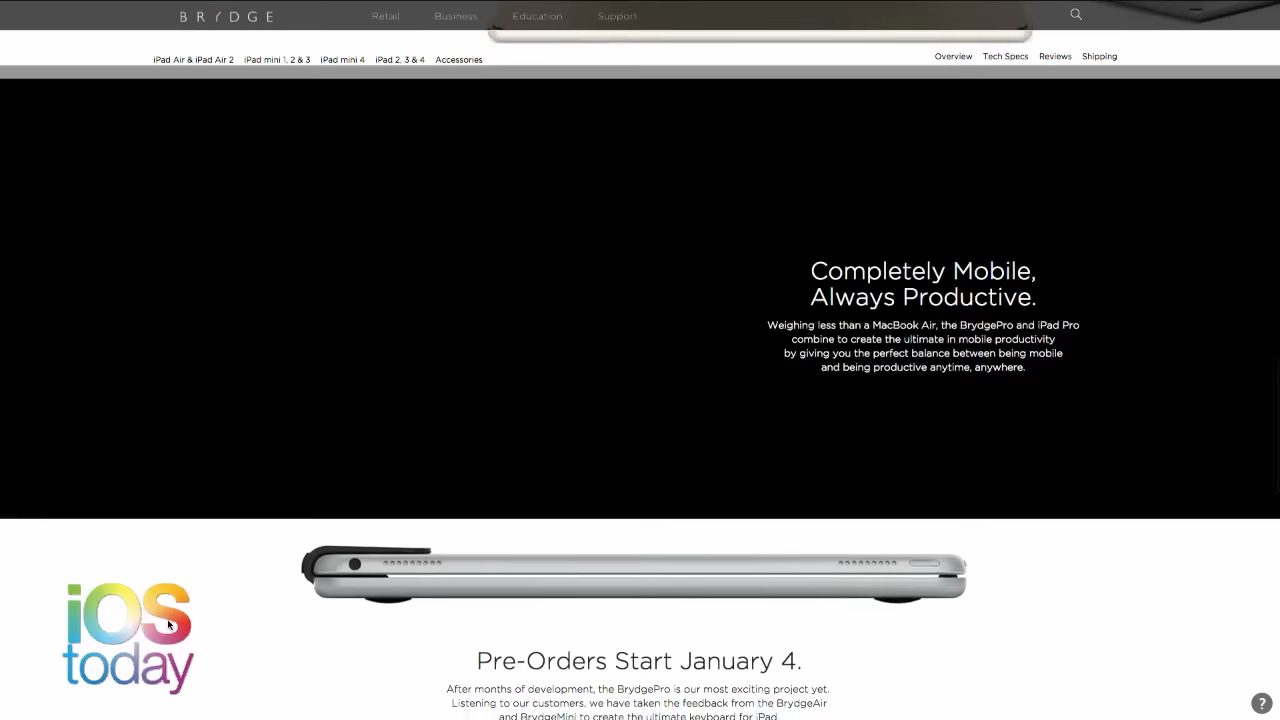 BRYDGE
Retail Business Education Support
iPad Air & iPad Air 2 iPad mini 1, 2 & 3 iPad mini 4 iPad 2, 3 & 4 Accessories
Overview Tech Specs Reviews Shipping
Completely Mobile,
Always Productive.
Weighing less than a MacBook Air, the BrydgePro and iPad Pro
combine to create the ultimate in mobile productivity
by giving you the perfect balance between being mobile
and being productive anytime, anywhere.
iOS
today
Pre-Orders Start January 4.
After months of development, the BrydgePro is our most exciting project yet.
Listening to our customers, we have taken the feedback from the BrydgeAir
and BrydgeMini to create the ultimate keyboard for iPad.
?